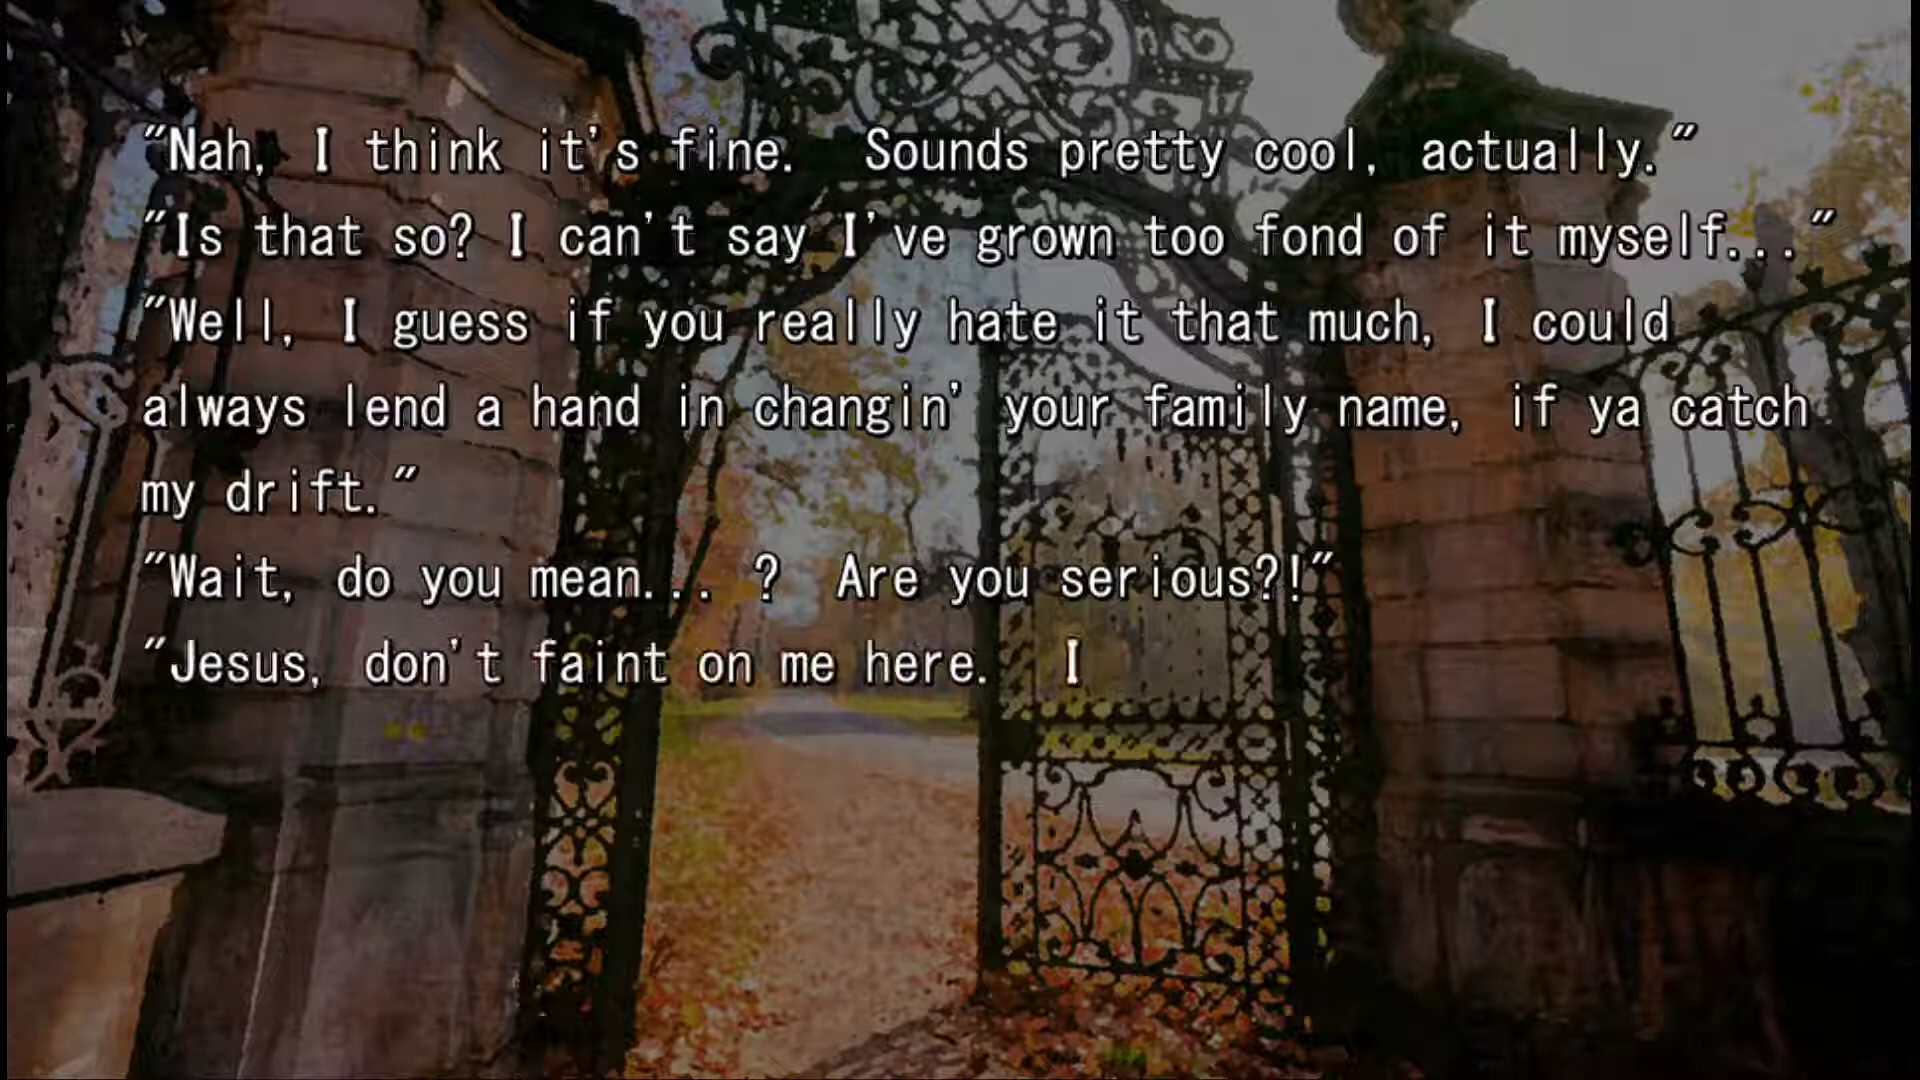 "Nah, I think it's fine.  Sounds pretty cool, actually."
"Is that so? I can't say I've grown too fond of it myself..."
"Well, I guess if you really hate it that much, I could
always lend a hand in changin' your family name, if ya catch
my drift."
"Wait, do you mean... ?  Are you serious?!"
"Jesus, don't faint on me here.  I